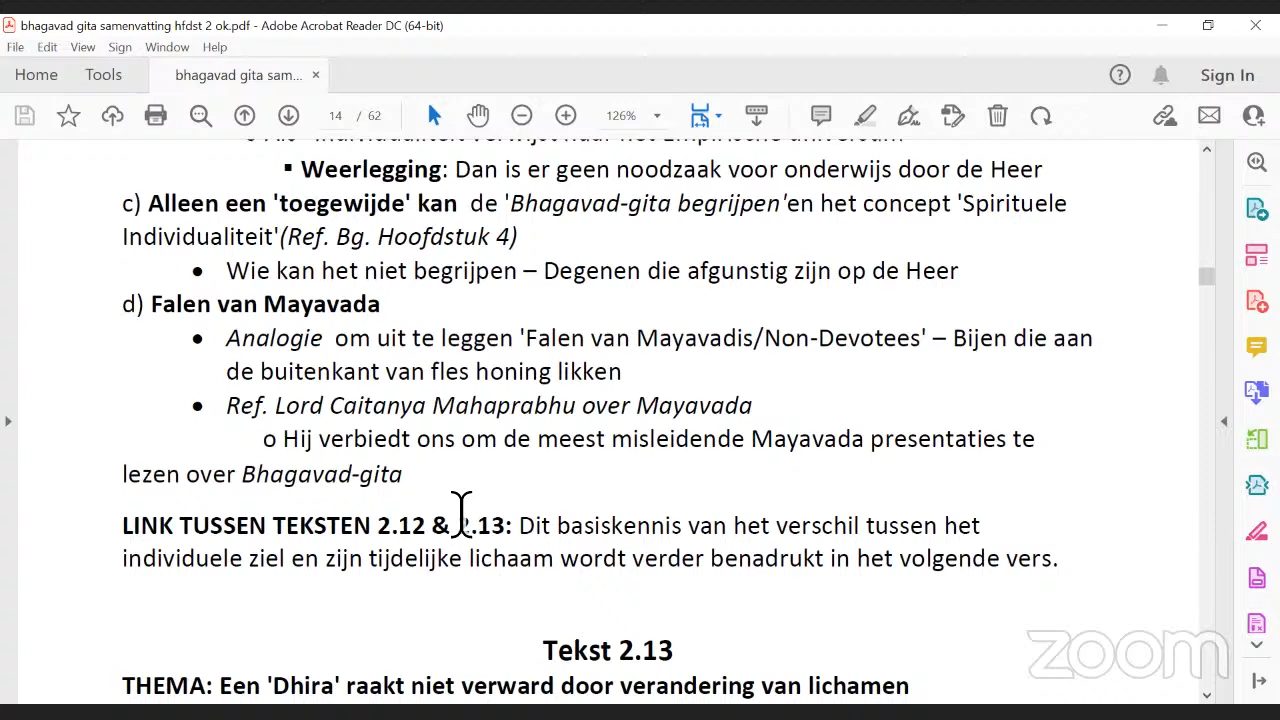 bhagavad gita samenvatting hfdst 2 ok.pdf - Adobe Acrobat Reader DC (64-bit)
File Edit View Sign Window Help
Home Tools bhagavad gita sam... × Sign In
14 / 62 126%
Weerlegging: Dan is er geen noodzaak voor onderwijs door de Heer
c) Alleen een 'toegewijde' kan de 'Bhagavad-gita begrijpen'en het concept 'Spirituele
Individualiteit'(Ref. Bg. Hoofdstuk 4)
• Wie kan het niet begrijpen – Degenen die afgunstig zijn op de Heer
d) Falen van Mayavada
• Analogie om uit te leggen 'Falen van Mayavadis/Non-Devotees' – Bijen die aan
de buitenkant van fles honing likken
• Ref. Lord Caitanya Mahaprabhu over Mayavada
o Hij verbiedt ons om de meest misleidende Mayavada presentaties te
lezen over Bhagavad-gita
LINK TUSSEN TEKSTEN 2.12 & 2.13: Dit basiskennis van het verschil tussen het
individuele ziel en zijn tijdelijke lichaam wordt verder benadrukt in het volgende vers.
Tekst 2.13
THEMA: Een 'Dhira' raakt niet verward door verandering van lichamen
zoom